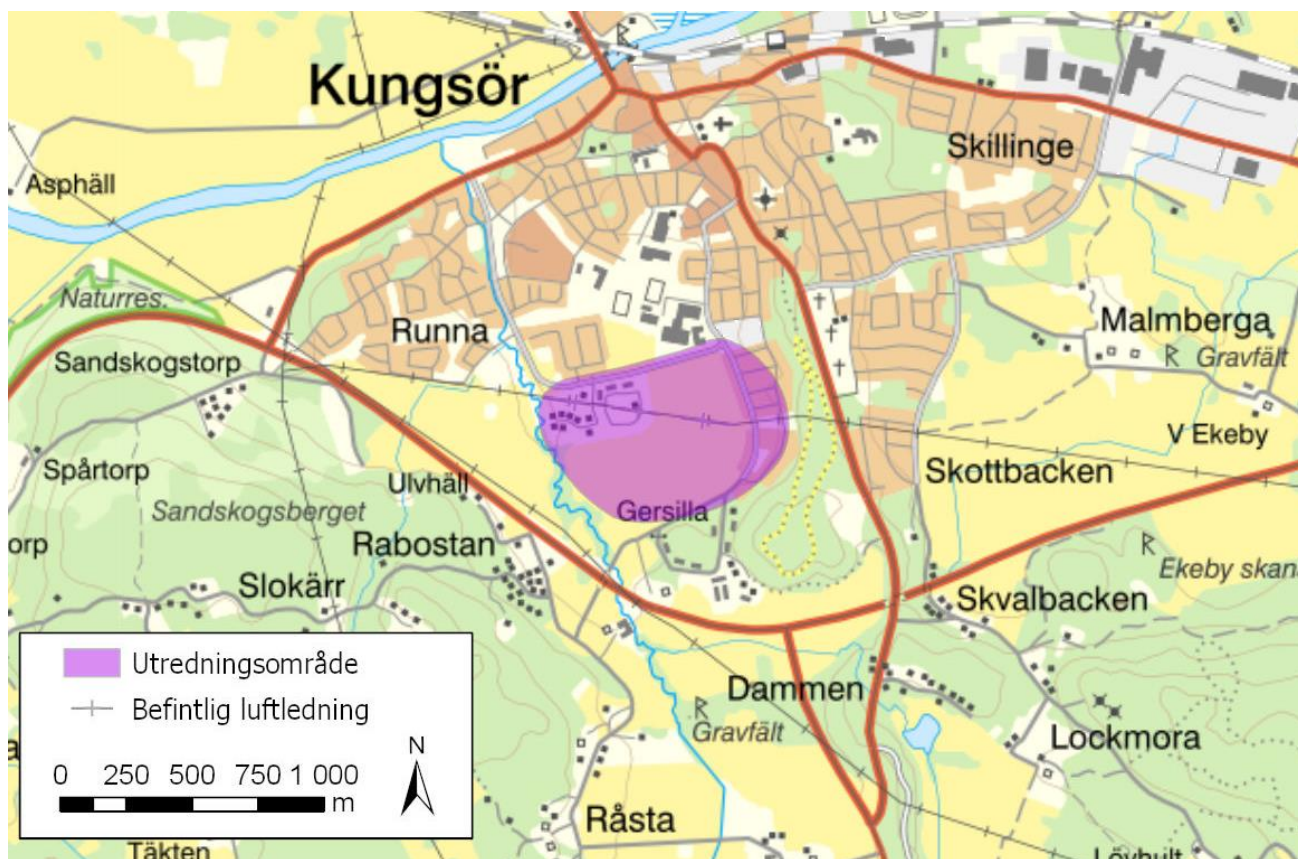 Kungsör
Skillinge
Asphäll
Naturres.
Runna
Malmberga
R Gravfält
Sandskogstorp
V Ekeby
Spårtorp
Ulvhäll
Skottbacken
Sandskogsberget
Gersilla
orp
Rabostan
Ekeby skans
Slokärr
Skvalbacken
Utredningsområde
Dammen
Befintlig luftledning
R Gravfält
Lockmora
N
0 250 500 750 1 000
m
Råsta
Täkten
Lövhult